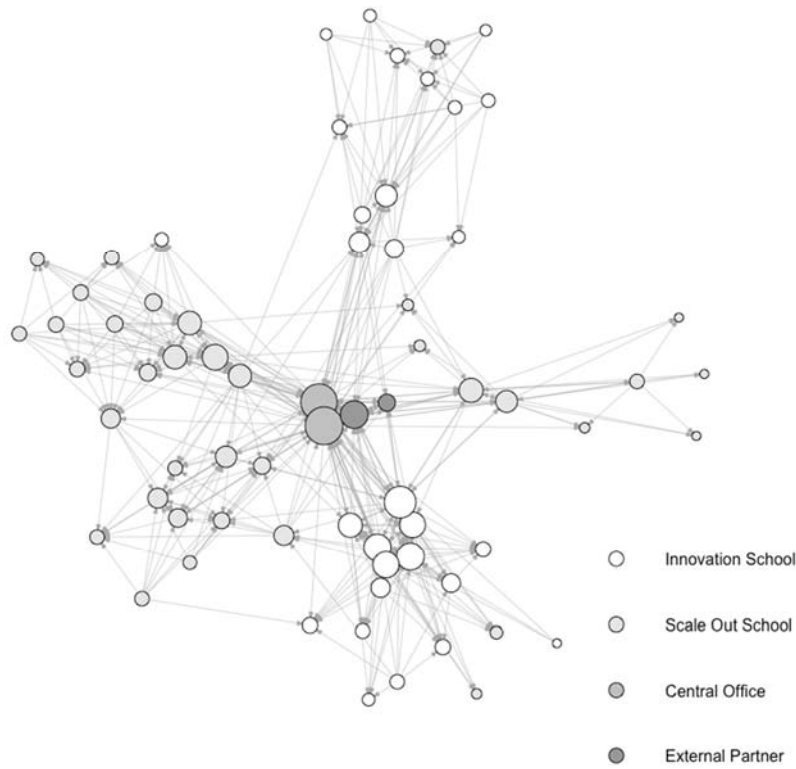 Innovation School
Scale Out School
Central Office
External Partner